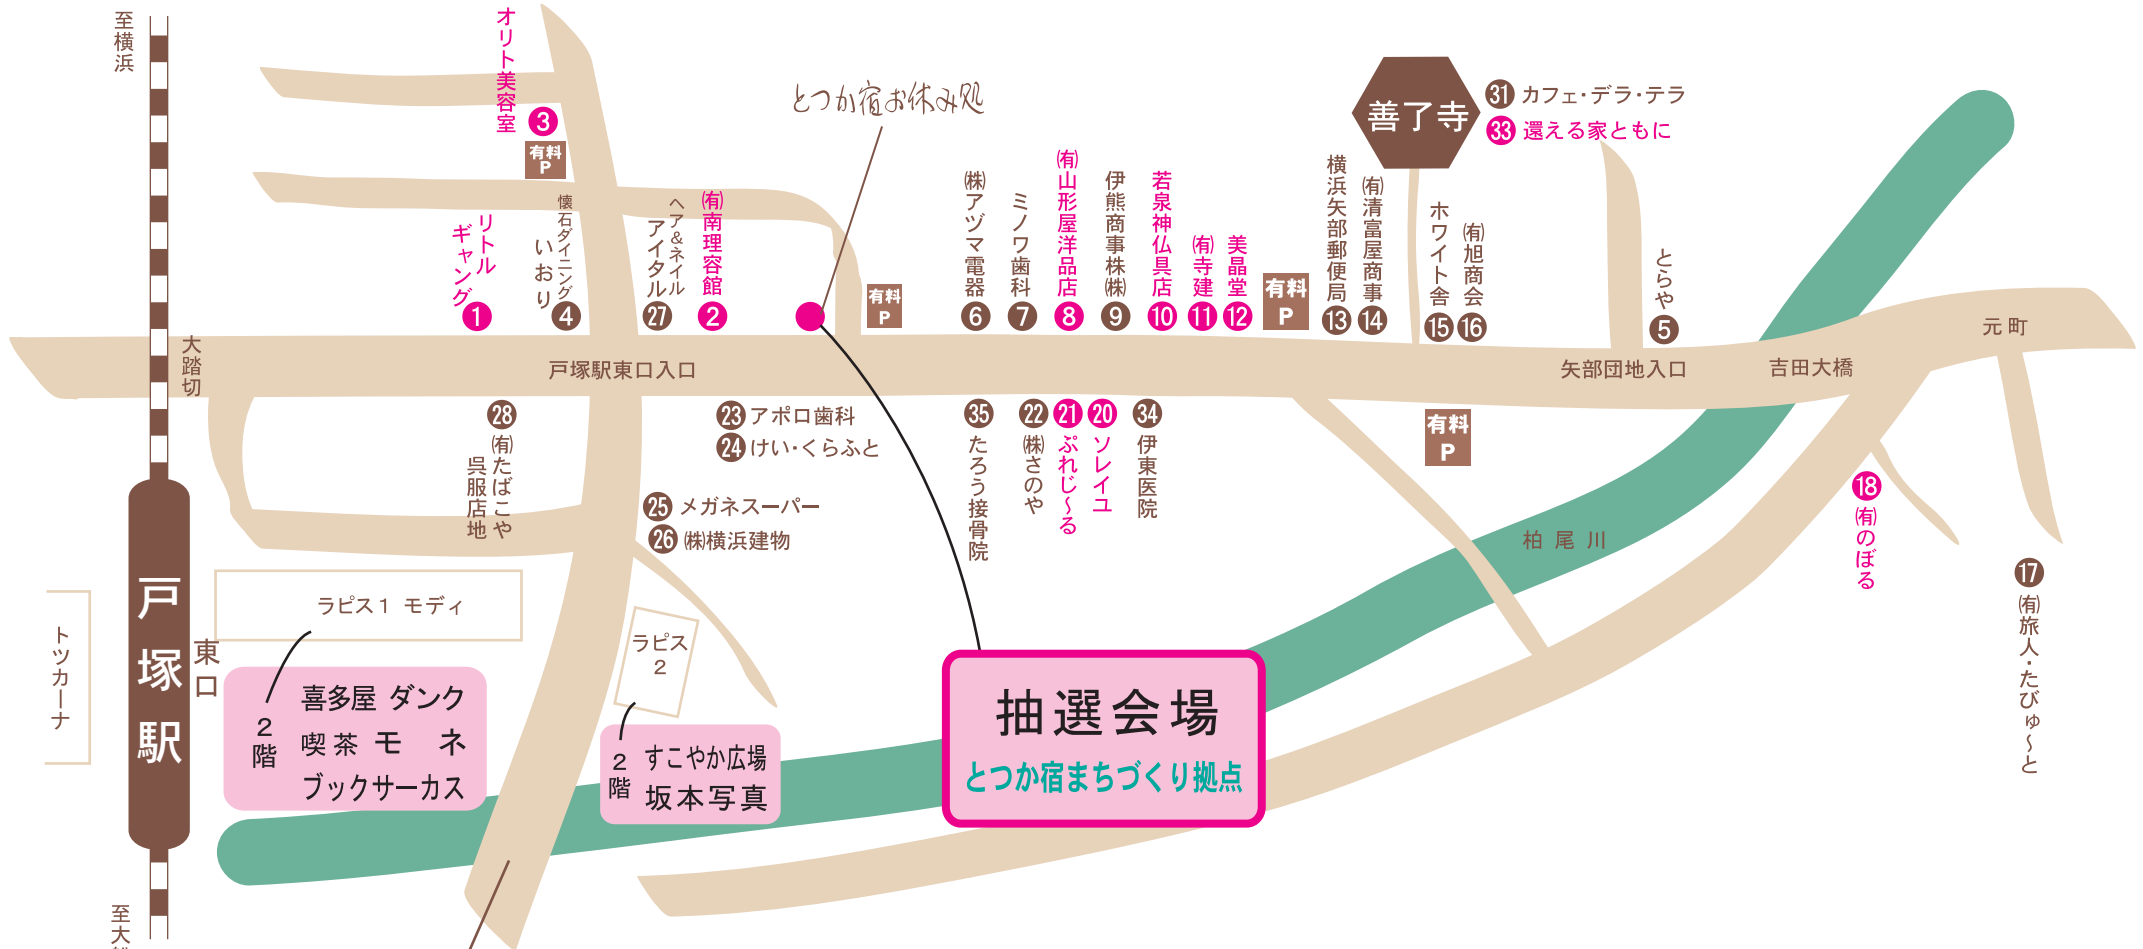 至横浜
オリト美容室
3
有料
P
とつか宿お休み処
善了寺
31 カフェ・デラ・テラ
33 還える家ともに
リトル
ギャング
1
懐石ダイニング
いおり
4
ヘア&ネイル
アイタル
27
㈲南理容館
2
有料
P
㈱アヅマ電器
6
ミノワ歯科
7
㈲山形屋洋品店
8
伊熊商事株㈱
9
若泉神仏具店
10
㈲寺建
11
美晶堂
12
有料
P
横浜矢部郵便局
13
㈲清富屋商事
14
ホワイト舎
15
㈲旭商会
16
とらや
5
大踏切
戸塚駅東口入口
矢部団地入口
吉田大橋
元町
28
㈲たばこや
呉服店地
23 アポロ歯科
24 けい・くらふと
25 メガネスーパー
26 ㈱横浜建物
35
たろう接骨院
22
㈱さのや
21
ぷれじ〜る
20
ソレイユ
34
伊東医院
有料
P
柏尾川
18
㈲のぼる
17
㈲旅人・たびゅ〜と
トツカーナ
戸塚駅
東口
ラピス1 モディ
2階
喜多屋 ダンク
喫茶 モネ
ブックサーカス
ラピス
2
2階
すこやか広場
坂本写真
抽選会場
とつか宿まちづくり拠点
至大